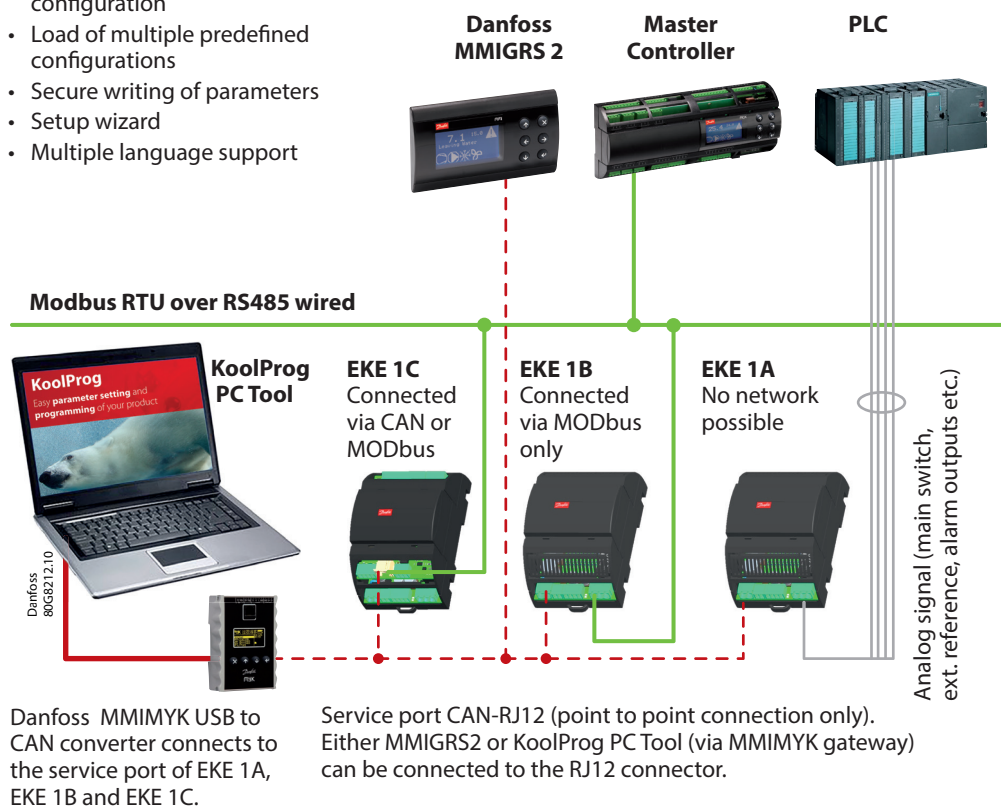 configuration
• Load of multiple predefined
configurations
• Secure writing of parameters
• Setup wizard
• Multiple language support
Danfoss
MMIGRS 2
Master
Controller
PLC
Modbus RTU over RS485 wired
KoolProg
Easy parameter setting and
programming of your product
KoolProg
PC Tool
EKE 1C
Connected
via CAN or
MODbus
EKE 1B
Connected
via MODbus
only
EKE 1A
No network
possible
Analog signal (main switch,
ext. reference, alarm outputs etc.)
Danfoss
80G8212.10
Danfoss MMIMYK USB to
CAN converter connects to
the service port of EKE 1A,
EKE 1B and EKE 1C.
Service port CAN-RJ12 (point to point connection only).
Either MMIGRS2 or KoolProg PC Tool (via MMIMYK gateway)
can be connected to the RJ12 connector.